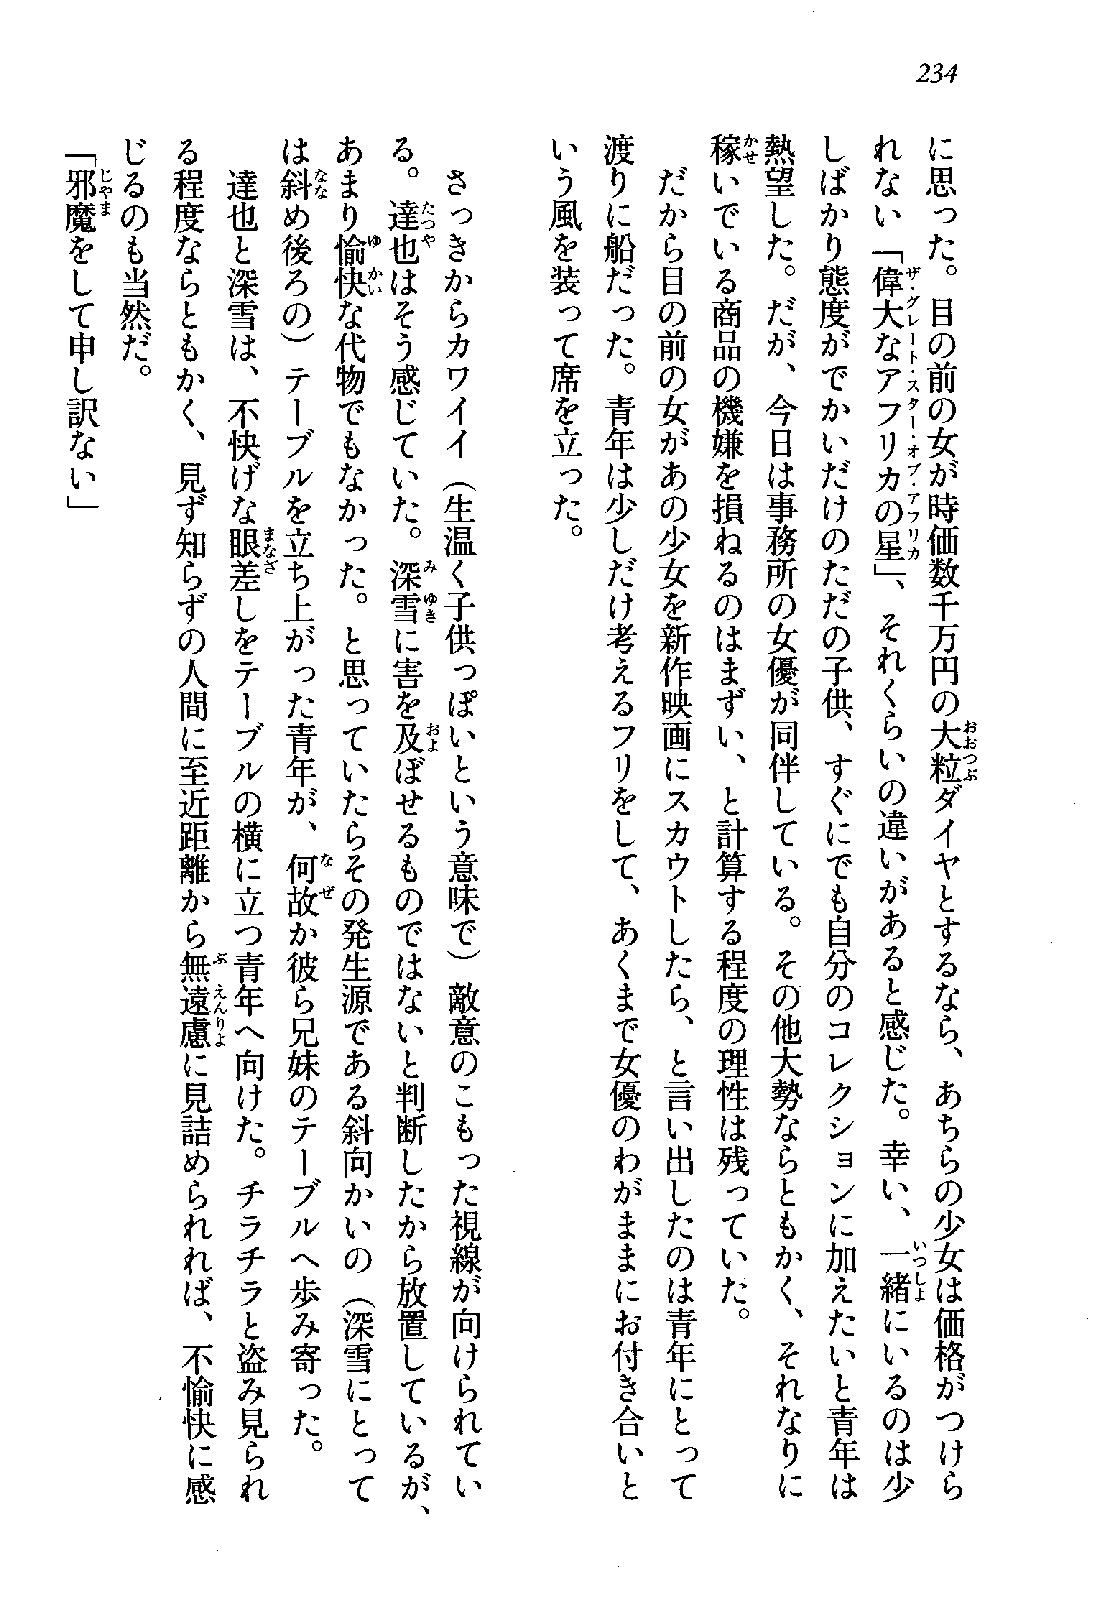 234
に思った。目の前の女が時価数千万円の大粒ダイヤとするなら、あちらの少女は価格がつけら
れない「偉大なアフリカの星」、それくらいの違いがあると感じた。幸い、一緒にいるのは少
しばかり態度がでかいだけのただの子供、すぐにでも自分のコレクションに加えたいと青年は
熱望した。だが、今日は事務所の女優が同伴している。その他大勢ならともかく、それなりに
稼いでいる商品の機嫌を損ねるのはまずい、と計算する程度の理性は残っていた。
だから目の前の女があの少女を新作映画にスカウトしたら、と言い出したのは青年にとって
渡りに船だった。青年は少しだけ考えるフリをして、あくまで女優のわがままにお付き合いと
いう風を装って席を立った。
さっきからカワイイ（生温く子供っぽいという意味で）敵意のこもった視線が向けられてい
る。達也はそう感じていた。深雪に害を及ぼせるものではないと判断したから放置しているが、
あまり愉快な代物でもなかった。と思っていたらその発生源である斜向かいの（深雪にとって
は斜め後ろの）テーブルを立ち上がった青年が、何故か彼ら兄妹のテーブルへ歩み寄った。
達也と深雪は、不快げな眼差しをテーブルの横に立つ青年へ向けた。チラチラと盗み見られ
る程度ならともかく、見ず知らずの人間に至近距離から無遠慮に見詰められれば、不愉快に感
じるのも当然だ。
「邪魔をして申し訳ない」